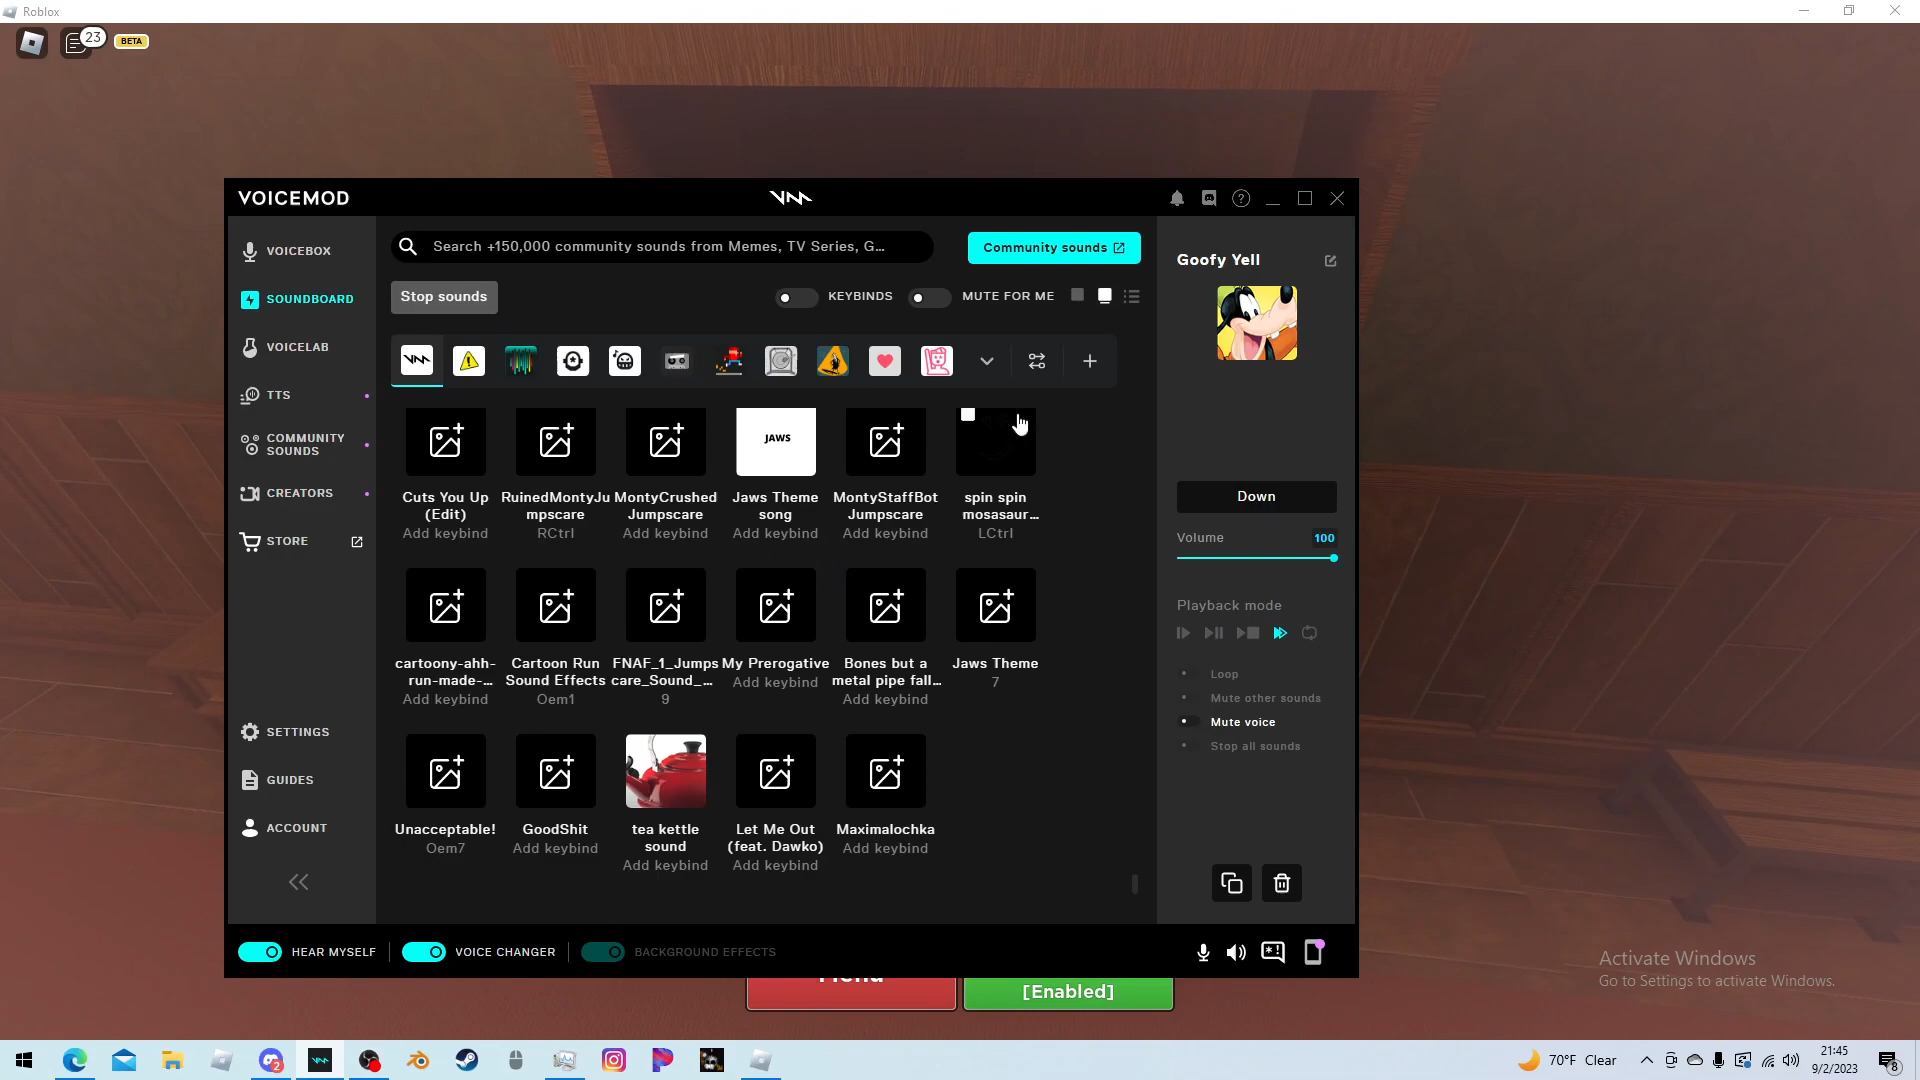 Roblox
23
BETA
VOICEMOD
VOICEBOX
SOUNDBOARD
VOICELAB
TTS
COMMUNITY
SOUNDS
CREATORS
STORE
SETTINGS
GUIDES
ACCOUNT
Search +150,000 community sounds from Memes, TV Series, G...
Community sounds
Stop sounds
KEYBINDS
MUTE FOR ME
JAWS
Cuts You Up
(Edit)
Add keybind
RuinedMontyJu
mpscare
RCtrl
MontyCrushed
Jumpscare
Add keybind
Jaws Theme
song
Add keybind
MontyStaffBot
Jumpscare
Add keybind
spin spin
mosasaur...
LCtrl
cartoony-ahh-
run-made-...
Add keybind
Cartoon Run
Sound Effects
Oem1
FNAF_1_Jumps
care_Sound_...
9
My Prerogative
Add keybind
Bones but a
metal pipe fall...
Add keybind
Jaws Theme
7
Unacceptable!
Oem7
GoodShit
Add keybind
tea kettle
sound
Add keybind
Let Me Out
(feat. Dawko)
Add keybind
Maximalochka
Add keybind
Goofy Yell
Down
Volume 100
Playback mode
Loop
Mute other sounds
Mute voice
Stop all sounds
HEAR MYSELF
VOICE CHANGER
BACKGROUND EFFECTS
[Enabled]
Activate Windows
Go to Settings to activate Windows.
2
70°F Clear
21:45
9/2/2023
8